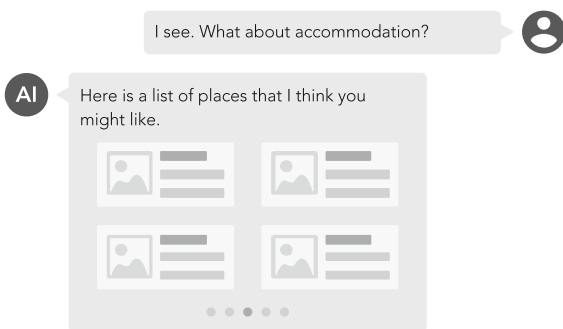 I see. What about accommodation?
AI
Here is a list of places that I think you
might like.